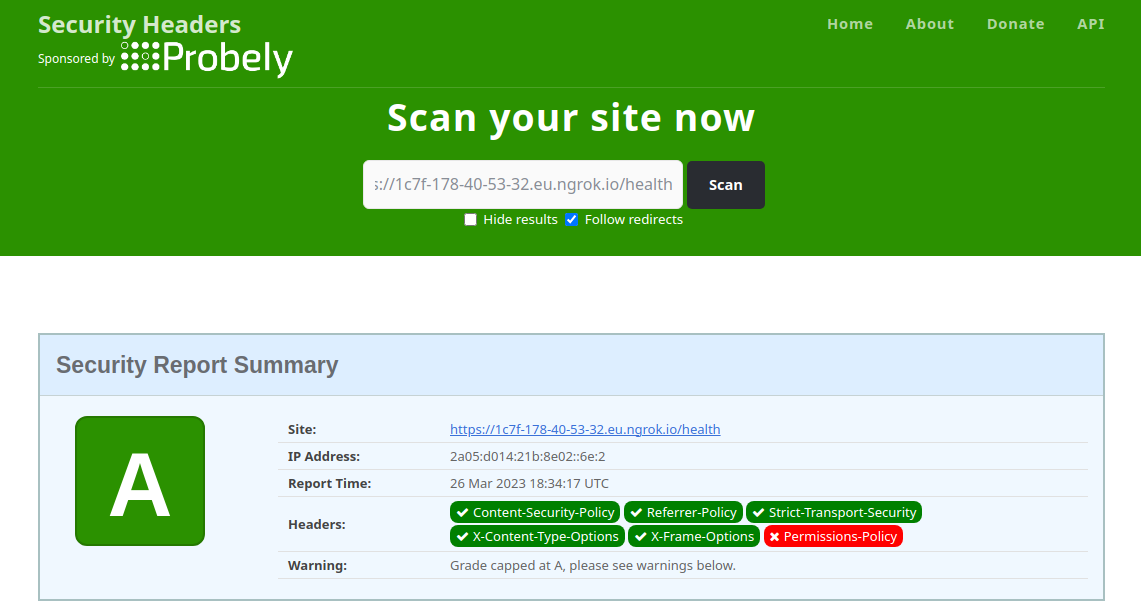 Security Headers
Home About Donate API
Sponsored by Probely
Scan your site now
s://1c7f-178-40-53-32.eu.ngrok.io/health Scan
Hide results Follow redirects
Security Report Summary
A
Site: https://1c7f-178-40-53-32.eu.ngrok.io/health
IP Address: 2a05:d014:21b:8e02::6e:2
Report Time: 26 Mar 2023 18:34:17 UTC
Headers: Content-Security-Policy Referrer-Policy Strict-Transport-Security
X-Content-Type-Options X-Frame-Options Permissions-Policy
Warning: Grade capped at A, please see warnings below.